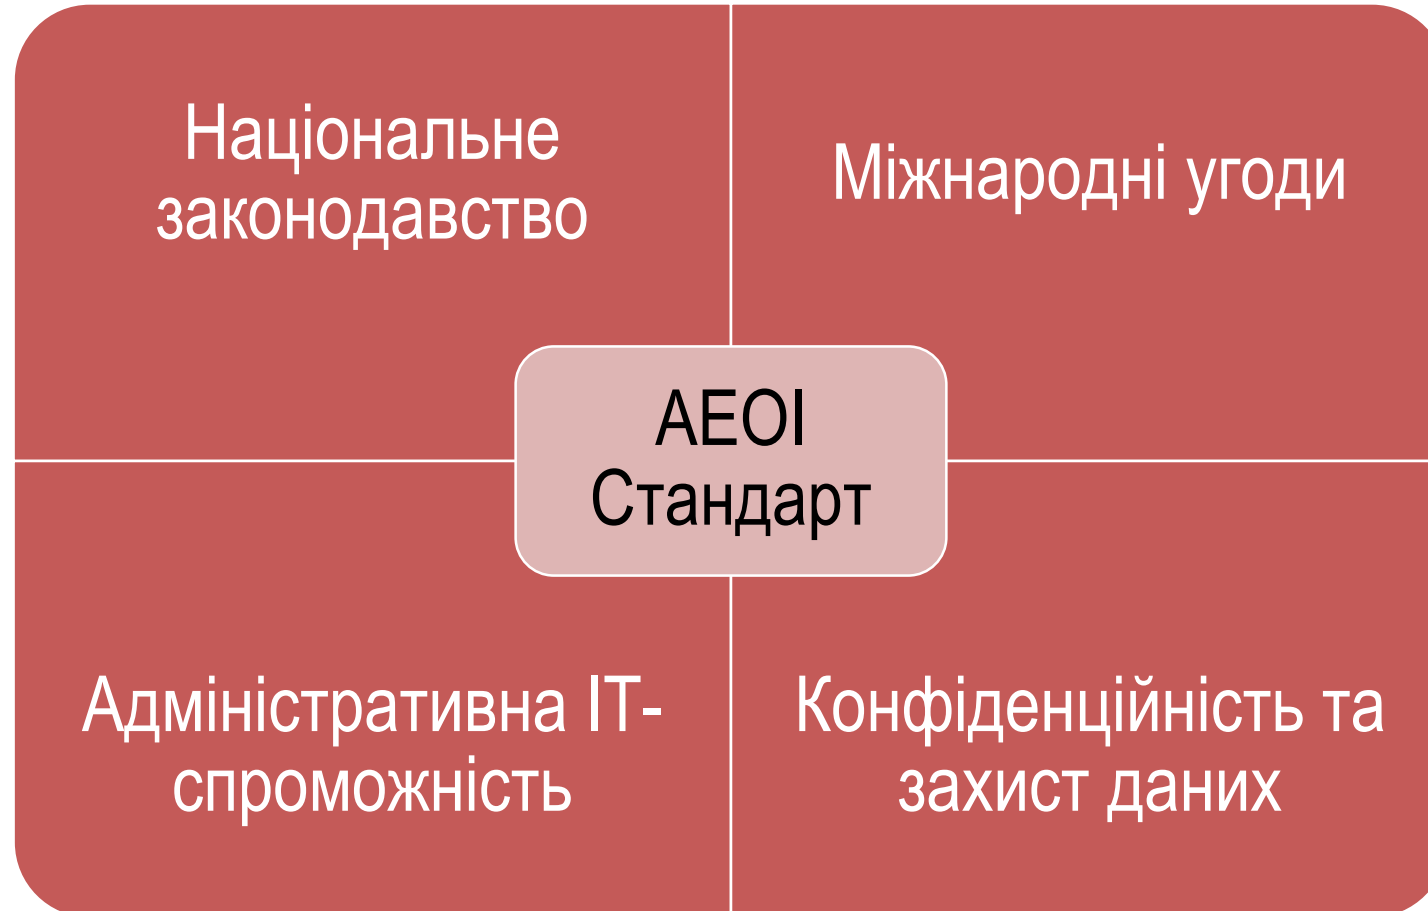 Національне
законодавство
Міжнародні угоди
AEOI
Стандарт
Адміністративна ІТ-
спроможність
Конфіденційність та
захист даних